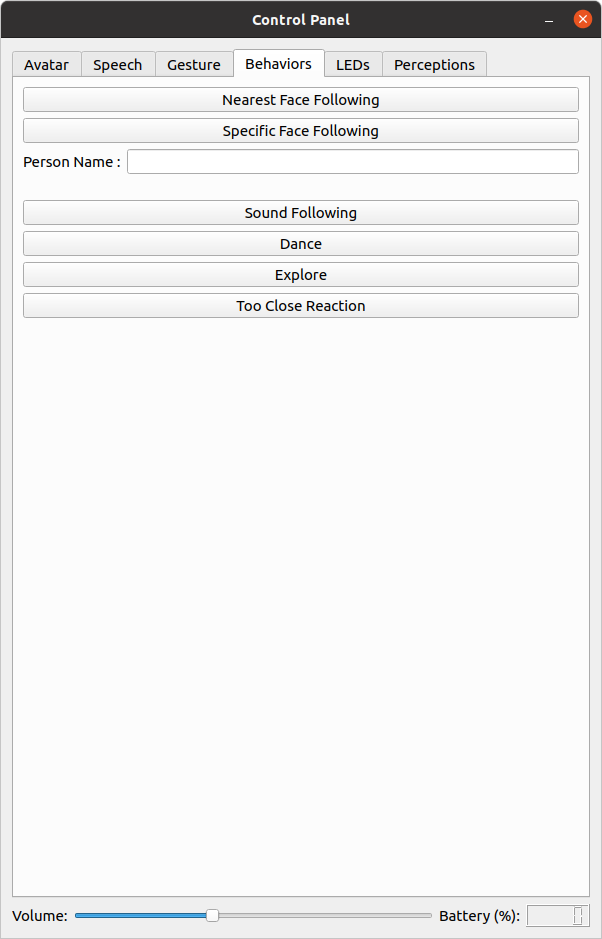 Control Panel
Avatar Speech Gesture Behaviors LEDs Perceptions
Nearest Face Following
Specific Face Following
Person Name :
Sound Following
Dance
Explore
Too Close Reaction
Volume: Battery (%): 0